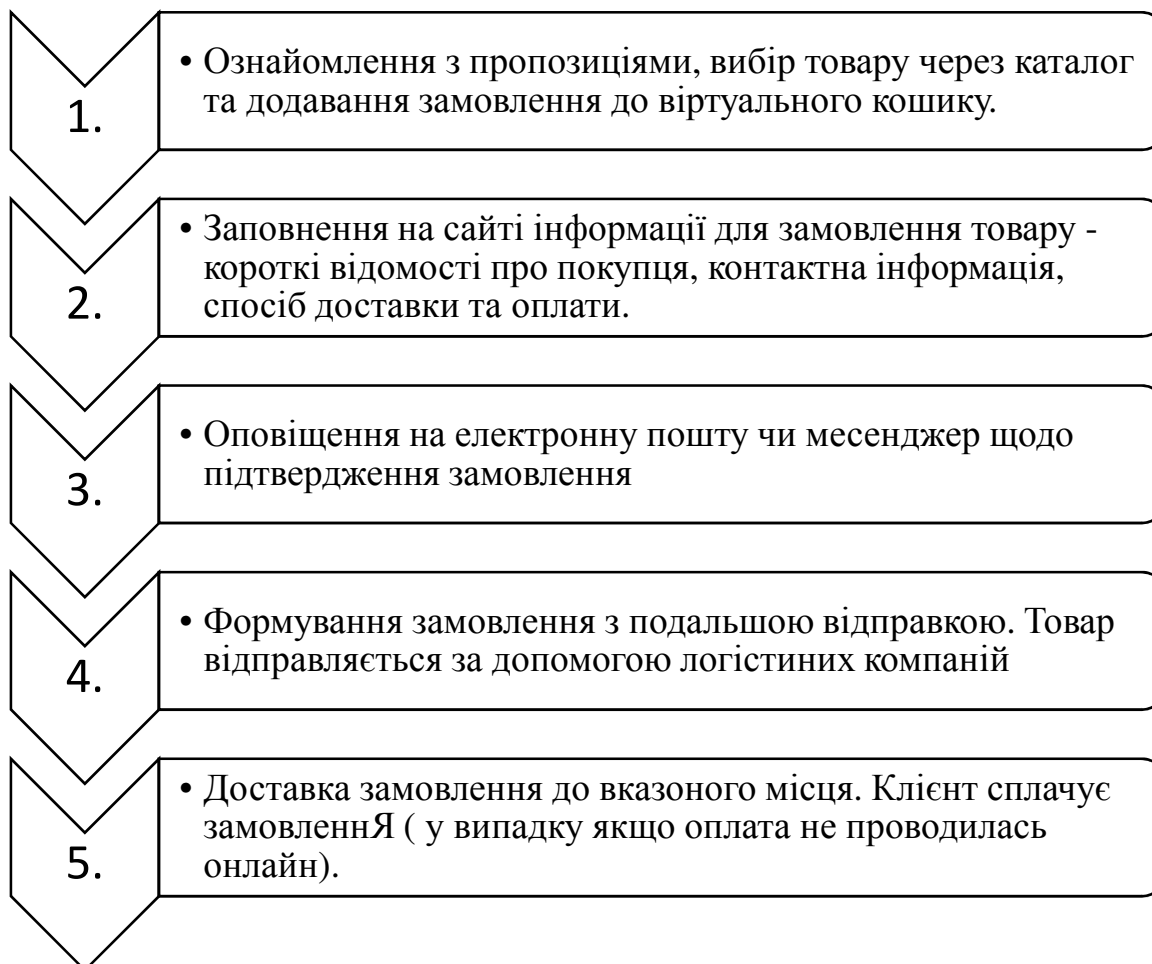 1.
• Ознайомлення з пропозиціями, вибір товару через каталог
та додавання замовлення до віртуального кошику.
2.
• Заповнення на сайті інформації для замовлення товару -
короткі відомості про покупця, контактна інформація,
спосіб доставки та оплати.
3.
• Оповіщення на електронну пошту чи месенджер щодо
підтвердження замовлення
4.
• Формування замовлення з подальшою відправкою. Товар
відправляється за допомогою логістиних компаній
5.
• Доставка замовлення до вказоного місця. Клієнт сплачує
замовленнЯ ( у випадку якщо оплата не проводилась
онлайн).